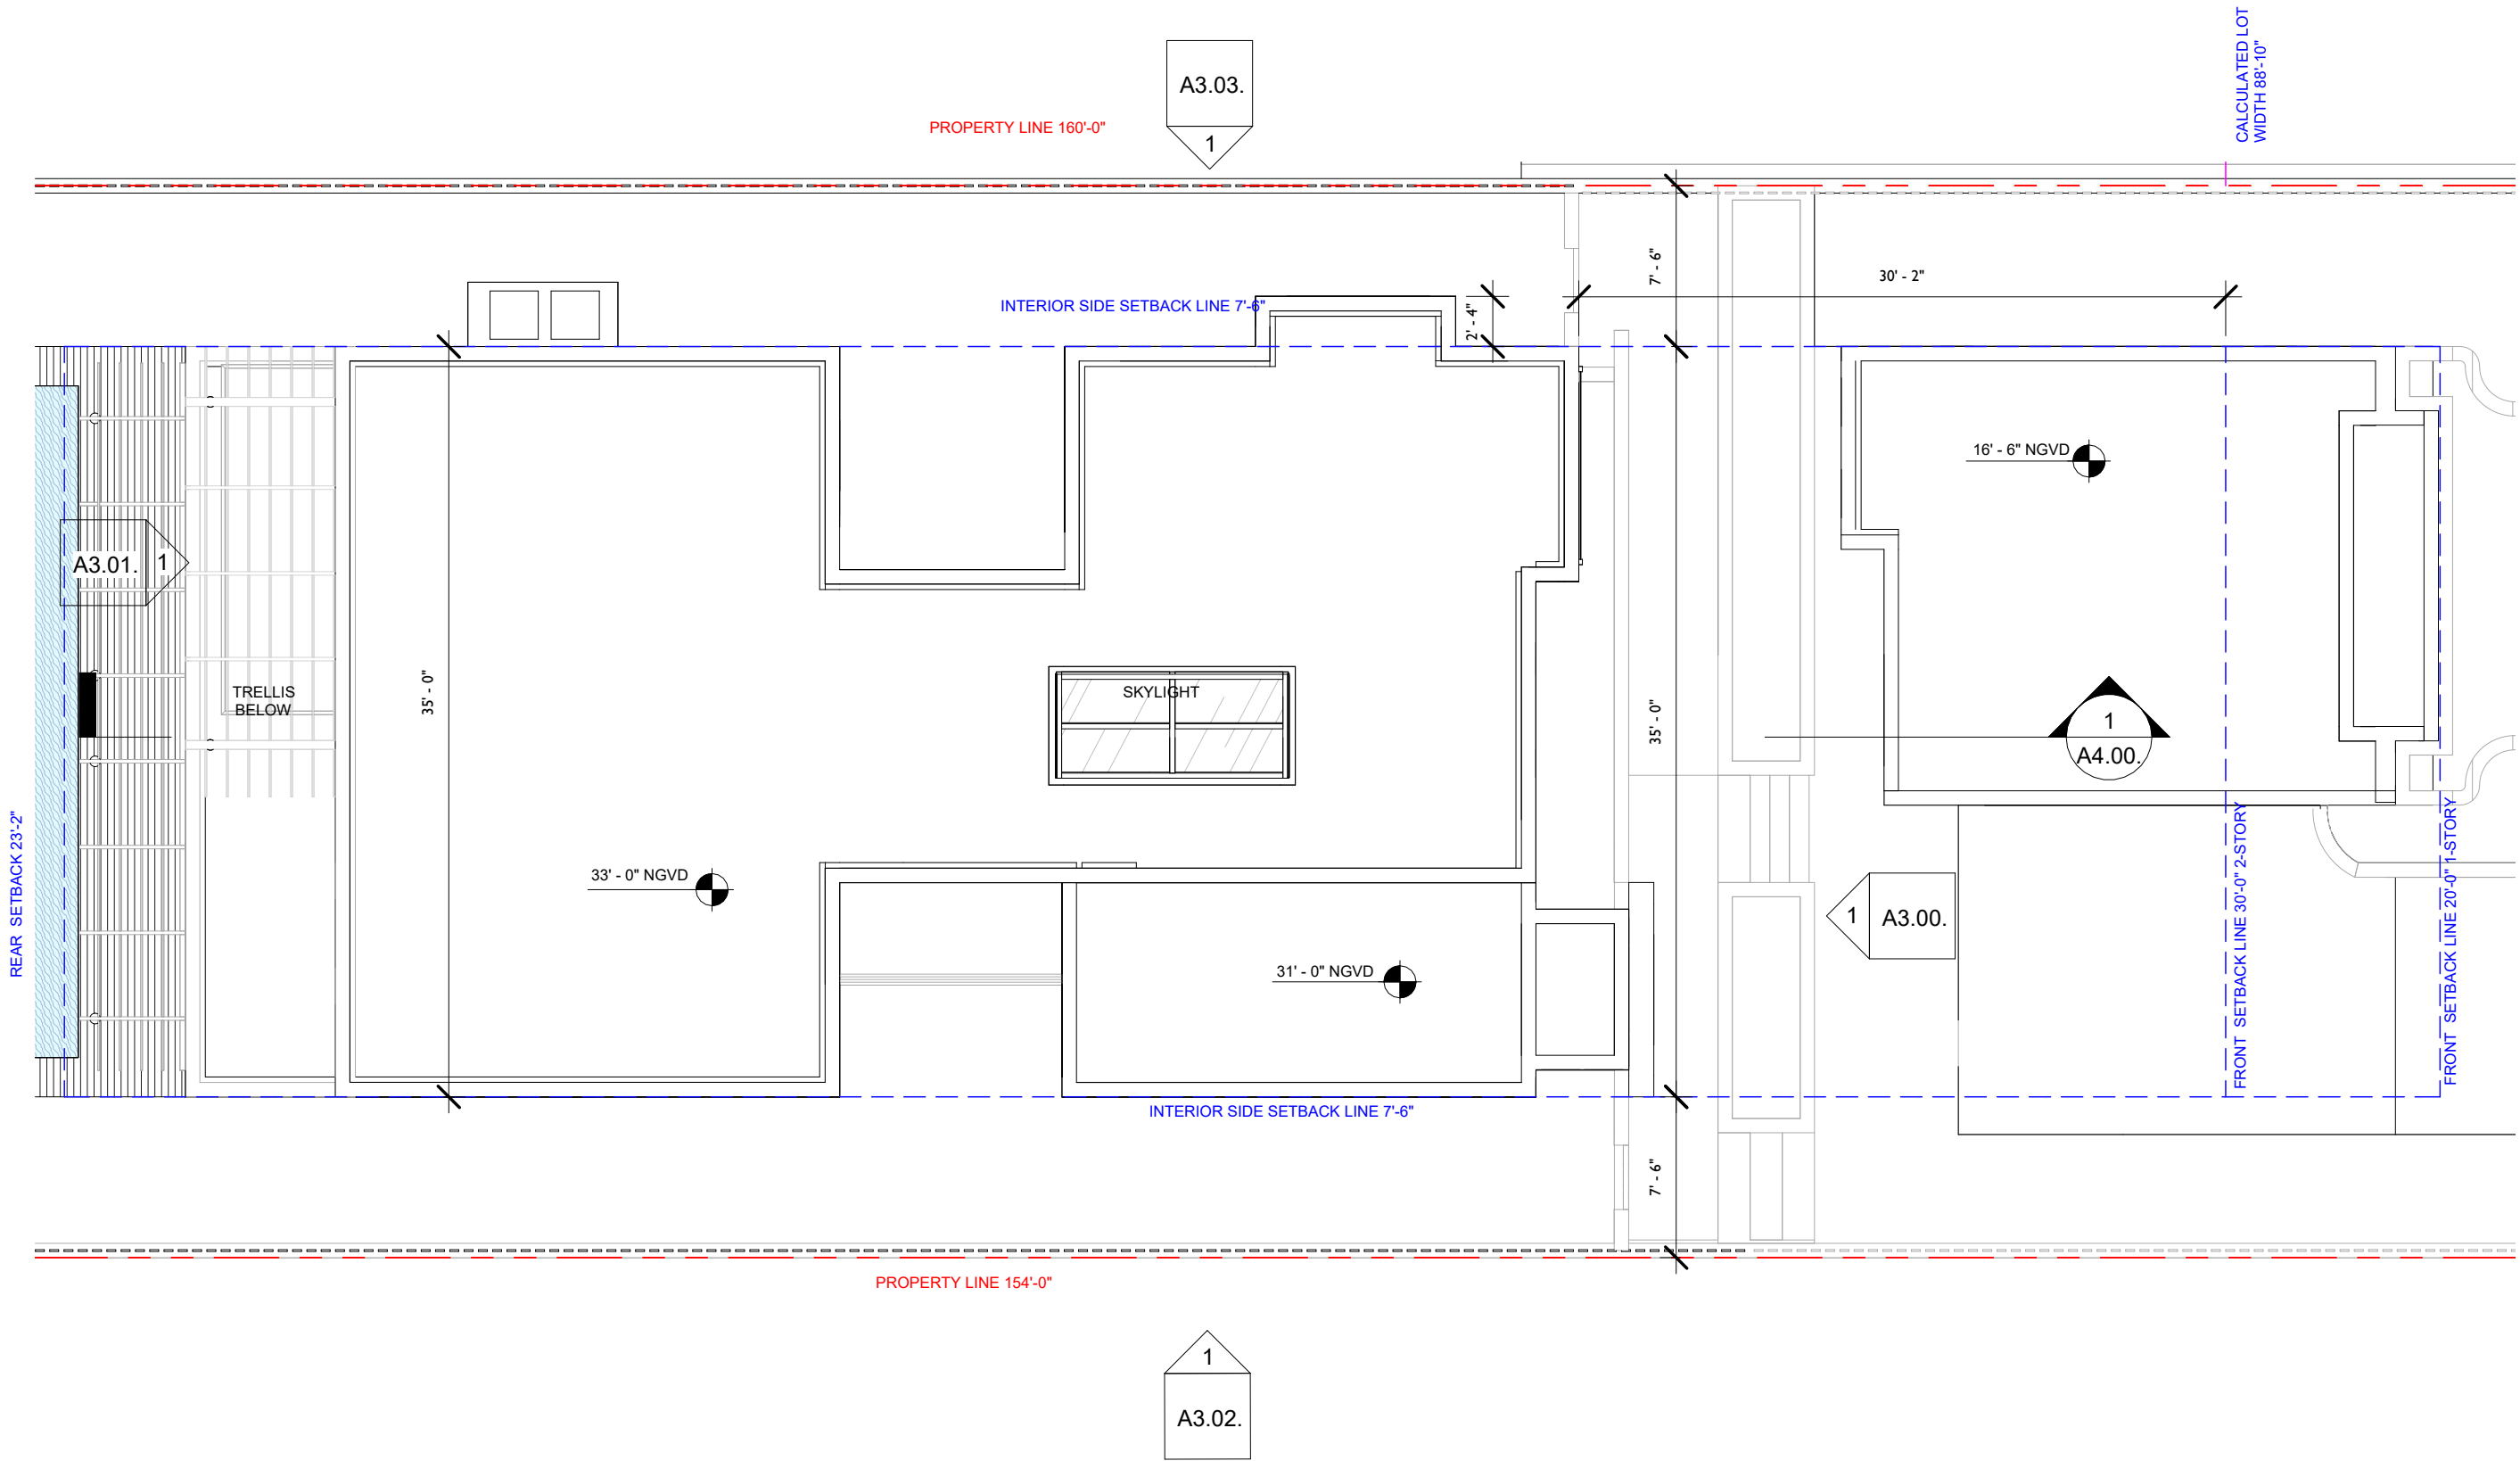 CALCULATED LOT
WIDTH 88'-10"
A3.03.
1
PROPERTY LINE 160'-0"
7' - 6"
30' - 2"
INTERIOR SIDE SETBACK LINE 7'-6"
2' - 4"
16' - 6" NGVD
A3.01.
1
TRELLIS
BELOW
35' - 0"
SKYLIGHT
35' - 0"
1
A4.00.
REAR SETBACK 23'-2"
33' - 0" NGVD
31' - 0" NGVD
1
A3.00.
FRONT SETBACK LINE 30'-0" 2-STORY
FRONT SETBACK LINE 20'-0" 1-STORY
INTERIOR SIDE SETBACK LINE 7'-6"
7' - 6"
PROPERTY LINE 154'-0"
1
A3.02.